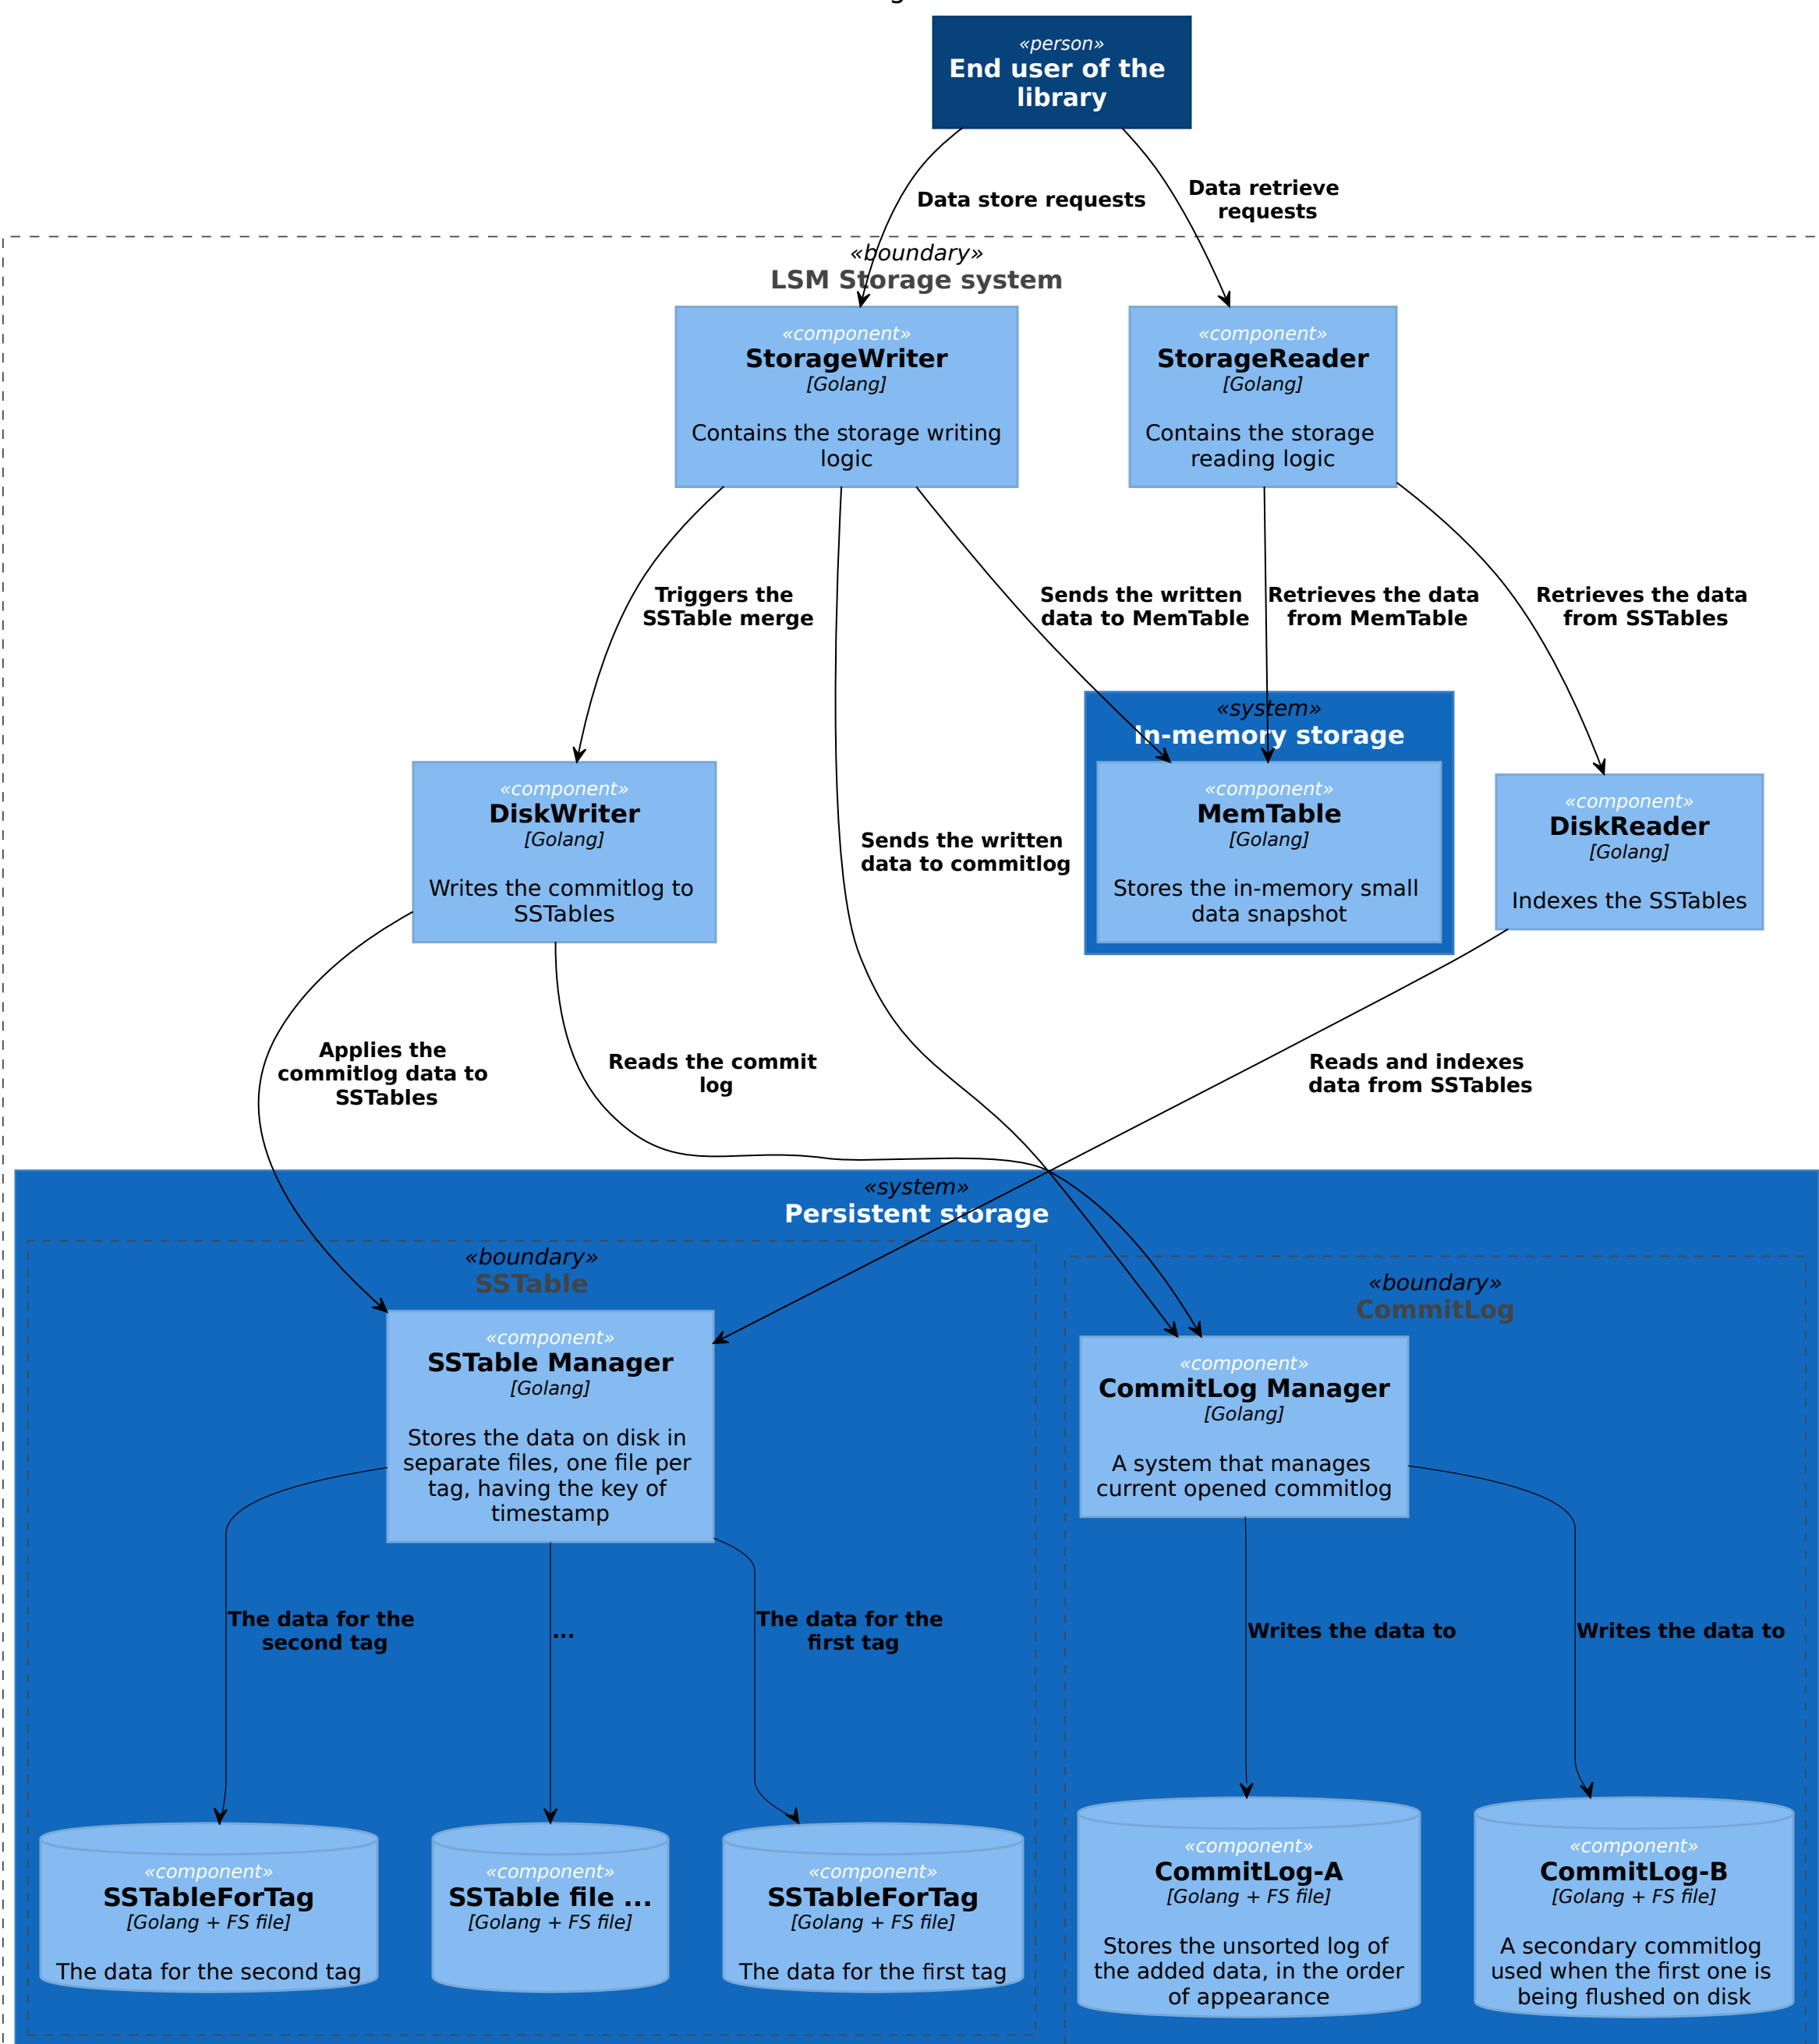 «person»
End user of the
library
Data store requests
Data retrieve
requests
«boundary»
LSM Storage system
«component»
StorageWriter
[Golang]
Contains the storage writing
logic
«component»
StorageReader
[Golang]
Contains the storage
reading logic
Triggers the
SSTable merge
Sends the written
data to MemTable
Retrieves the data
from MemTable
Retrieves the data
from SSTables
«system»
In-memory storage
«component»
DiskWriter
[Golang]
Writes the commitlog to
SSTables
Sends the written
data to commitlog
«component»
MemTable
[Golang]
Stores the in-memory small
data snapshot
«component»
DiskReader
[Golang]
Indexes the SSTables
Applies the
commitlog data to
SSTables
Reads the commit
log
Reads and indexes
data from SSTables
«system»
Persistent storage
«boundary»
SSTable
«boundary»
CommitLog
«component»
SSTable Manager
[Golang]
Stores the data on disk in
separate files, one file per
tag, having the key of
timestamp
«component»
CommitLog Manager
[Golang]
A system that manages
current opened commitlog
The data for the
second tag
...
The data for the
first tag
Writes the data to
Writes the data to
«component»
SSTableForTag
[Golang + FS file]
The data for the second tag
«component»
SSTable file ...
[Golang + FS file]
«component»
SSTableForTag
[Golang + FS file]
The data for the first tag
«component»
CommitLog-A
[Golang + FS file]
Stores the unsorted log of
the added data, in the order
of appearance
«component»
CommitLog-B
[Golang + FS file]
A secondary commitlog
used when the first one is
being flushed on disk